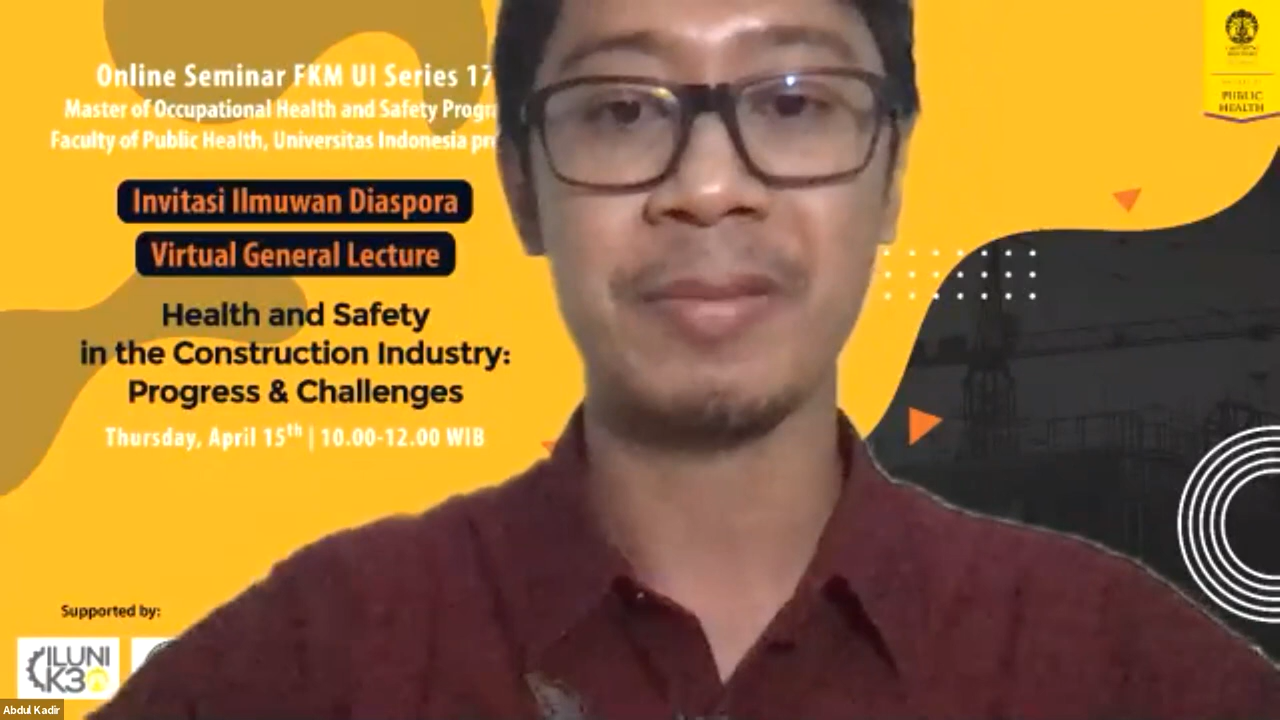 Online Seminar FKM UI Series 17
Master of Occupational Health and Safety Progr
Faculty of Public Health, Universitas Indonesia pr
Invitasi Ilmuwan Diaspora
Virtual General Lecture
Health and Safety
in the Construction Industry:
Progress & Challenges
Thursday, April 15th | 10.00-12.00 WIB
Supported by:
ILUNI
K3
PUBLIC
HEALTH
Abdul Kadir